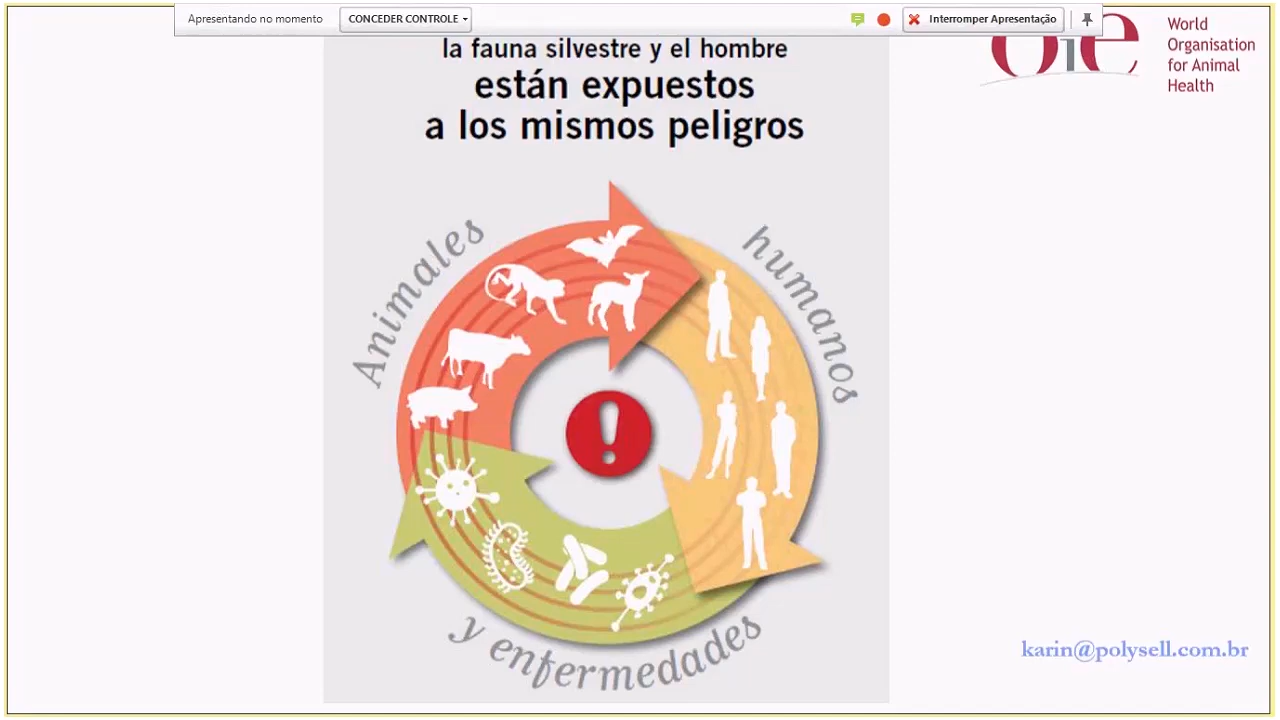 Apresentando no momento
CONCEDER CONTROLE
Interromper Apresentação
la fauna silvestre y el hombre
están expuestos
a los mismos peligros
oie
World
Organisation
for Animal
Health
Animales
humanos
y enfermedades
karin@polysell.com.br